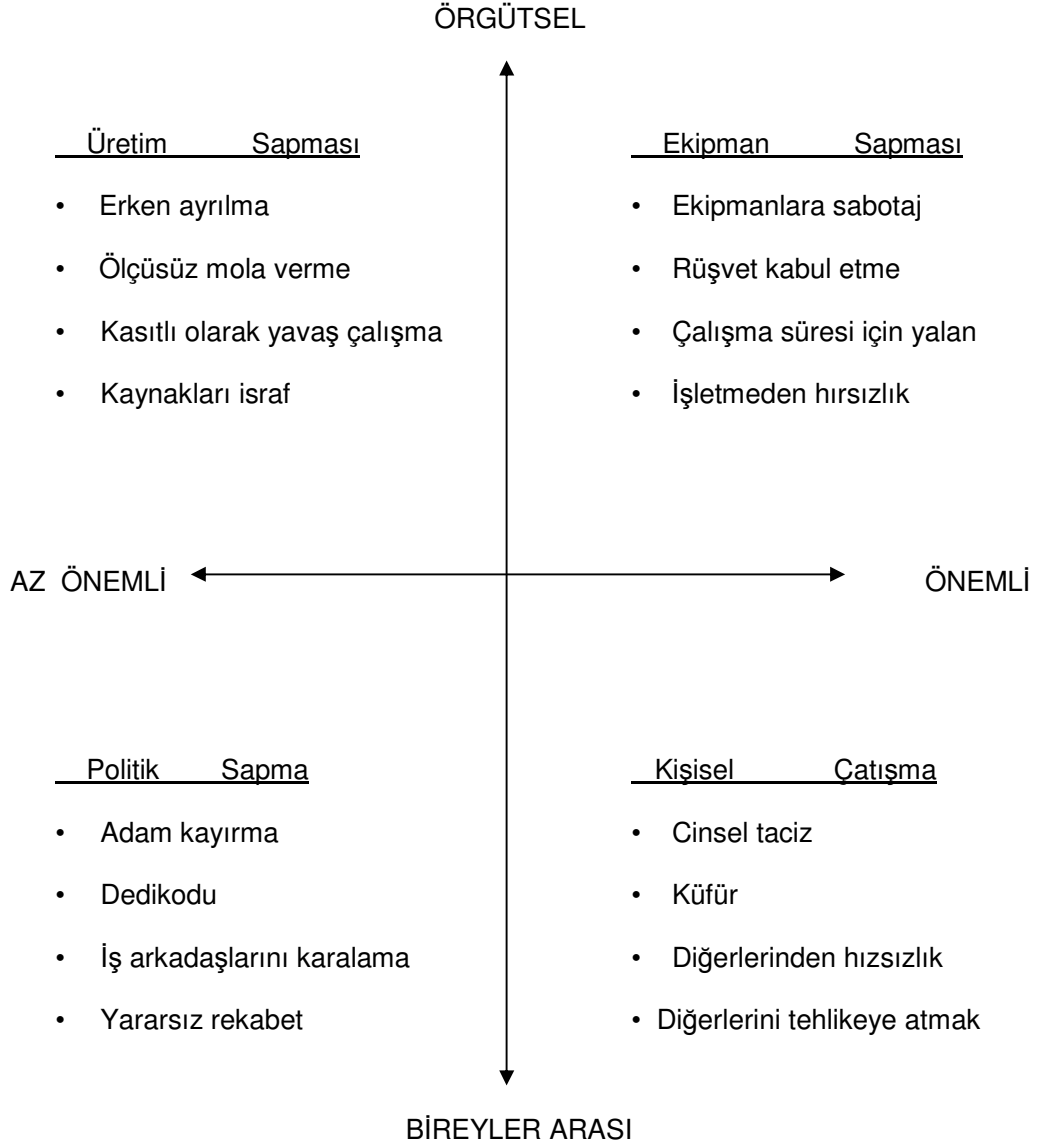 ÖRGÜTSEL
Üretim Sapması
• Erken ayrılma
• Ölçüsüz mola verme
• Kasıtlı olarak yavaş çalışma
• Kaynakları israf
Ekipman Sapması
• Ekipmanlara sabotaj
• Rüşvet kabul etme
• Çalışma süresi için yalan
• İşletmeden hırsızlık
AZ ÖNEMLİ
ÖNEMLİ
Politik Sapma
• Adam kayırma
• Dedikodu
• İş arkadaşlarını karalama
• Yararsız rekabet
Kişisel Çatışma
• Cinsel taciz
• Küfür
• Diğerlerinden hızsızlık
• Diğerlerini tehlikeye atmak
BİREYLER ARASI